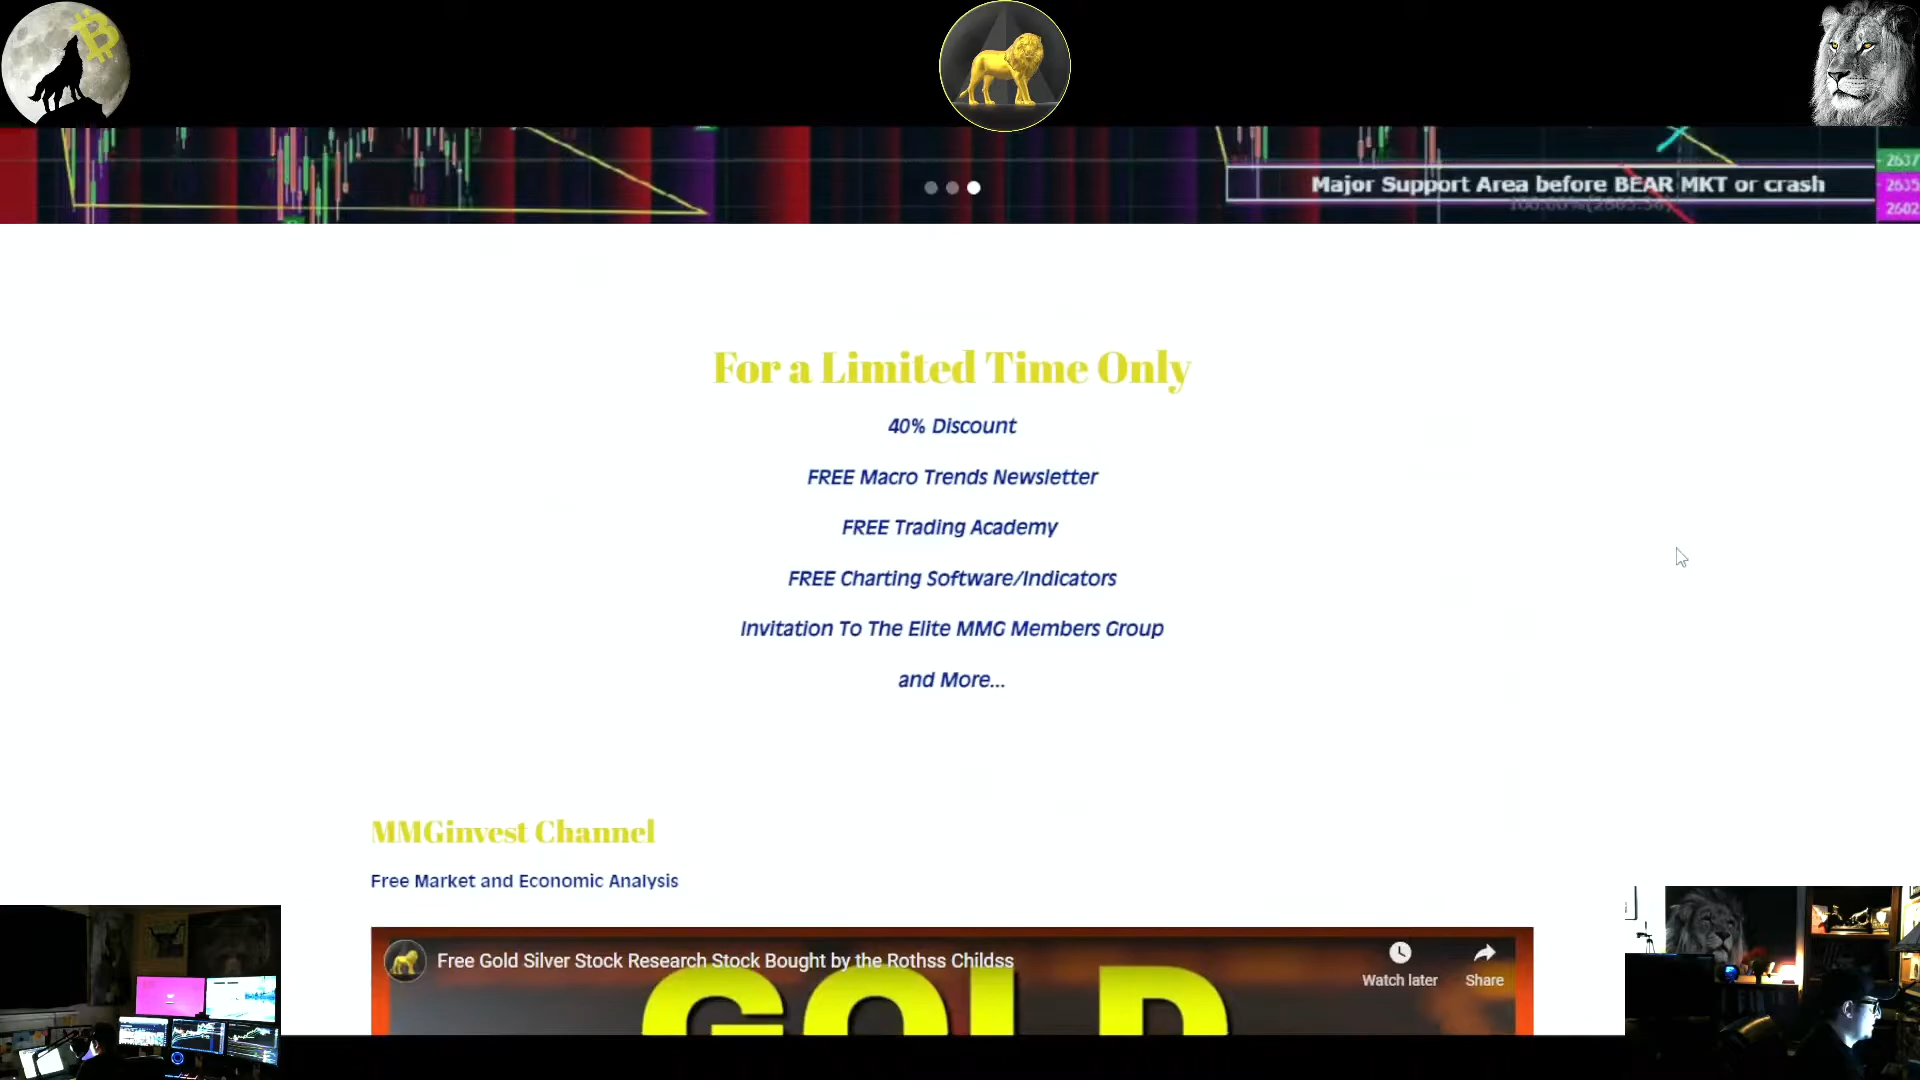 Major Support Area before BEAR MKT or crash
2637
2635
2602
For a Limited Time Only
40% Discount
FREE Macro Trends Newsletter
FREE Trading Academy
FREE Charting Software/Indicators
Invitation To The Elite MMG Members Group
and More...
MMGinvest Channel
Free Market and Economic Analysis
Free Gold Silver Stock Research Stock Bought by the Rothss Childss
Watch later
Share
GOLD